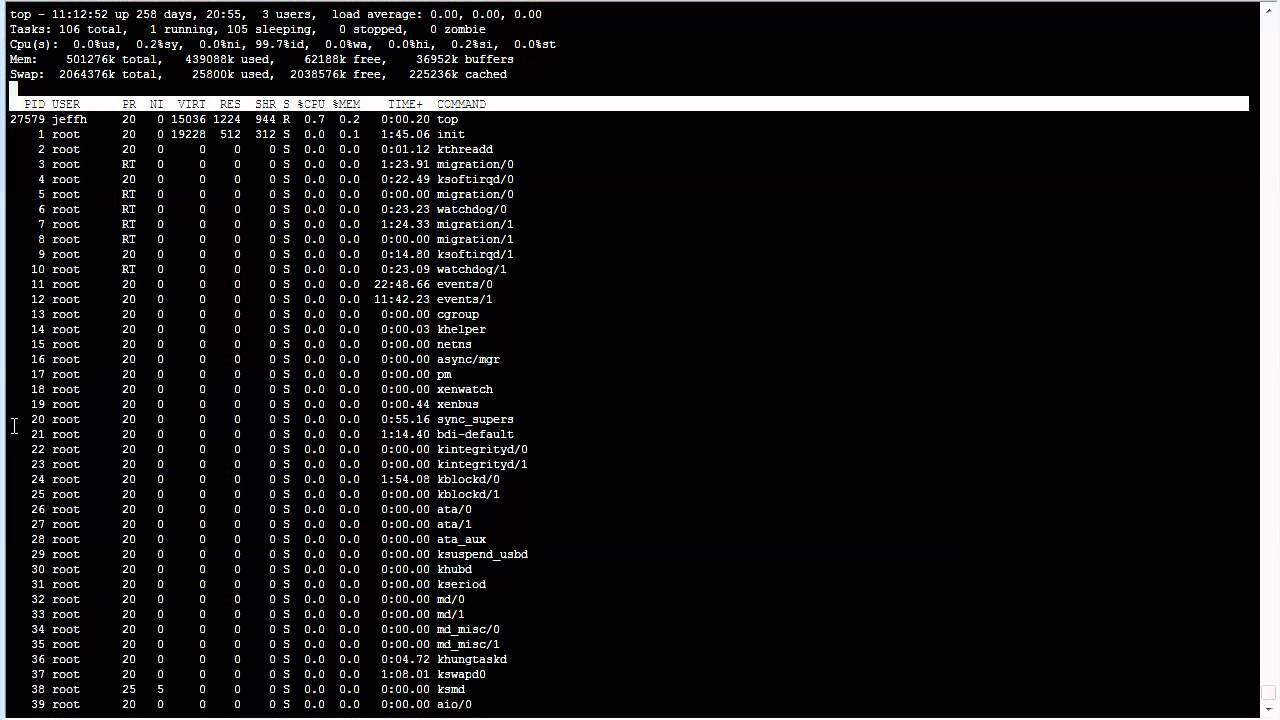 top - 11:12:52 up 258 days, 20:55,  3 users,  load average: 0.00, 0.00, 0.00
Tasks: 106 total,   1 running, 105 sleeping,   0 stopped,   0 zombie
Cpu(s):  0.0%us,  0.2%sy,  0.0%ni, 99.7%id,  0.0%wa,  0.0%hi,  0.2%si,  0.0%st
Mem:    501276k total,   439088k used,    62188k free,    36952k buffers
Swap:  2064376k total,    25800k used,  2038576k free,   225236k cached
PID USER      PR  NI  VIRT  RES  SHR S %CPU %MEM    TIME+  COMMAND
27579 jeffh     20   0 15036 1224  944 R  0.7  0.2   0:00.20 top
1 root      20   0 19228  512  312 S  0.0  0.1   1:45.06 init
2 root      20   0     0    0    0 S  0.0  0.0   0:01.12 kthreadd
3 root      RT   0     0    0    0 S  0.0  0.0   1:23.91 migration/0
4 root      20   0     0    0    0 S  0.0  0.0   0:22.49 ksoftirqd/0
5 root      RT   0     0    0    0 S  0.0  0.0   0:00.00 migration/0
6 root      RT   0     0    0    0 S  0.0  0.0   0:23.23 watchdog/0
7 root      RT   0     0    0    0 S  0.0  0.0   1:24.33 migration/1
8 root      RT   0     0    0    0 S  0.0  0.0   0:00.00 migration/1
9 root      20   0     0    0    0 S  0.0  0.0   0:14.80 ksoftirqd/1
10 root      RT   0     0    0    0 S  0.0  0.0   0:23.09 watchdog/1
11 root      20   0     0    0    0 S  0.0  0.0  22:48.66 events/0
12 root      20   0     0    0    0 S  0.0  0.0  11:42.23 events/1
13 root      20   0     0    0    0 S  0.0  0.0   0:00.00 cgroup
14 root      20   0     0    0    0 S  0.0  0.0   0:00.03 khelper
15 root      20   0     0    0    0 S  0.0  0.0   0:00.00 netns
16 root      20   0     0    0    0 S  0.0  0.0   0:00.00 async/mgr
17 root      20   0     0    0    0 S  0.0  0.0   0:00.00 pm
18 root      20   0     0    0    0 S  0.0  0.0   0:00.00 xenwatch
19 root      20   0     0    0    0 S  0.0  0.0   0:00.44 xenbus
20 root      20   0     0    0    0 S  0.0  0.0   0:55.16 sync_supers
21 root      20   0     0    0    0 S  0.0  0.0   1:14.40 bdi-default
22 root      20   0     0    0    0 S  0.0  0.0   0:00.00 kintegrityd/0
23 root      20   0     0    0    0 S  0.0  0.0   0:00.00 kintegrityd/1
24 root      20   0     0    0    0 S  0.0  0.0   1:54.08 kblockd/0
25 root      20   0     0    0    0 S  0.0  0.0   0:00.00 kblockd/1
26 root      20   0     0    0    0 S  0.0  0.0   0:00.00 ata/0
27 root      20   0     0    0    0 S  0.0  0.0   0:00.00 ata/1
28 root      20   0     0    0    0 S  0.0  0.0   0:00.00 ata_aux
29 root      20   0     0    0    0 S  0.0  0.0   0:00.00 ksuspend_usbd
30 root      20   0     0    0    0 S  0.0  0.0   0:00.00 khubd
31 root      20   0     0    0    0 S  0.0  0.0   0:00.00 kseriod
32 root      20   0     0    0    0 S  0.0  0.0   0:00.00 md/0
33 root      20   0     0    0    0 S  0.0  0.0   0:00.00 md/1
34 root      20   0     0    0    0 S  0.0  0.0   0:00.00 md_misc/0
35 root      20   0     0    0    0 S  0.0  0.0   0:00.00 md_misc/1
36 root      20   0     0    0    0 S  0.0  0.0   0:04.72 khungtaskd
37 root      20   0     0    0    0 S  0.0  0.0   1:08.01 kswapd0
38 root      25   5     0    0    0 S  0.0  0.0   0:00.00 ksmd
39 root      20   0     0    0    0 S  0.0  0.0   0:00.00 aio/0